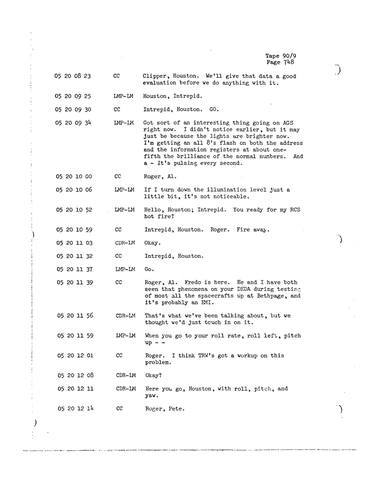 Tape 90/9
Page 748
05 20 08 23 CC Clipper, Houston. We'll give that data a good
evaluation before we do anything with it.
05 20 09 25 LMP-LM Houston, Intrepid.
05 20 09 30 CC Intrepid, Houston. GO.
05 20 09 34 LMP-LM Got sort of an interesting thing going on AGS
right now. I didn't notice earlier, but it may
just be because the lights are brighter now.
I'm getting an all 8's flash on both the address
and the information registers at about one-
fifth the brilliance of the normal numbers. And
a - It's pulsing every second.
05 20 10 00 CC Roger, Al.
05 20 10 06 LMP-LM If I turn down the illumination level just a
little bit, it's not noticeable.
05 20 10 52 LMP-LM Hello, Houston; Intrepid. You ready for my RCS
hot fire?
05 20 10 59 CC Intrepid, Houston. Roger. Fire away.
05 20 11 03 CDR-LM Okay.
05 20 11 32 CC Intrepid, Houston.
05 20 11 37 LMP-LM Go.
05 20 11 39 CC Roger, Al. Fredo is here. He and I have both
seen that phenomena on your DEDA during testing
of most all the spacecrafts up at Bethpage, and
it's probably an EMI.
05 20 11 56 CDR-LM That's what we've been talking about, but we
thought we'd just touch in on it.
05 20 11 59 LMP-LM When you go to your roll rate, roll left, pitch
up - -
05 20 12 01 CC Roger. I think TRW's got a workup on this
problem.
05 20 12 08 CDR-LM Okay?
05 20 12 11 CDR-LM Here you go, Houston, with roll, pitch, and
yaw.
05 20 12 14 CC Roger, Pete.